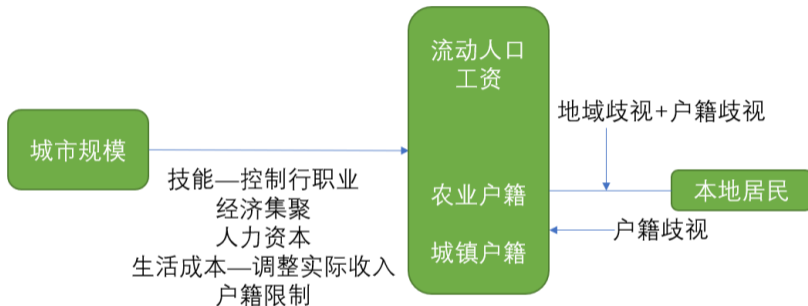 城市规模
技能—控制行职业
经济集聚
人力资本
生活成本—调整实际收入
户籍限制
流动人口
工资
农业户籍
城镇户籍
地域歧视+户籍歧视
本地居民
户籍歧视